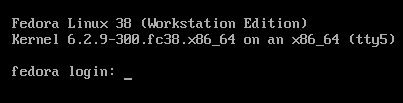 Fedora Linux 38 (Workstation Edition)
Kernel 6.2.9-300.fc38.x86_64 on an x86_64 (tty5)
fedora login: _